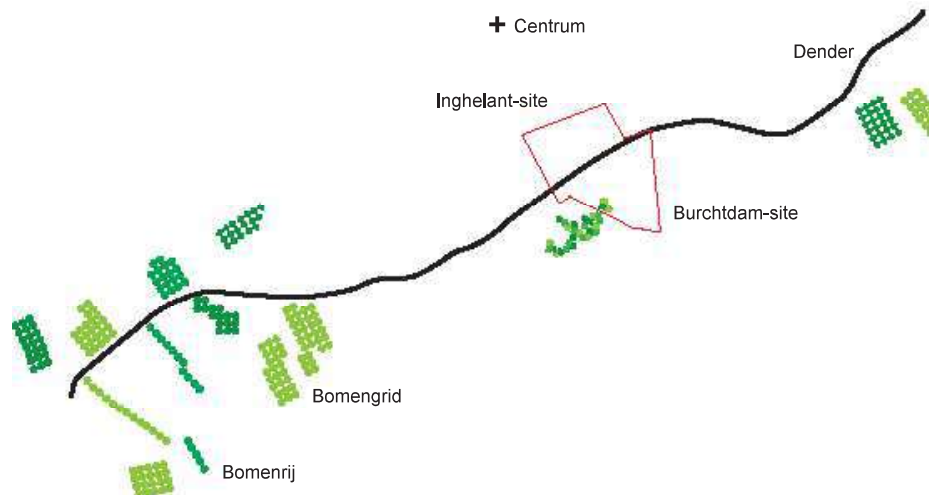 Centrum
Dender
Inghelant-site
Burchtdam-site
Bomengrid
Bomenrij